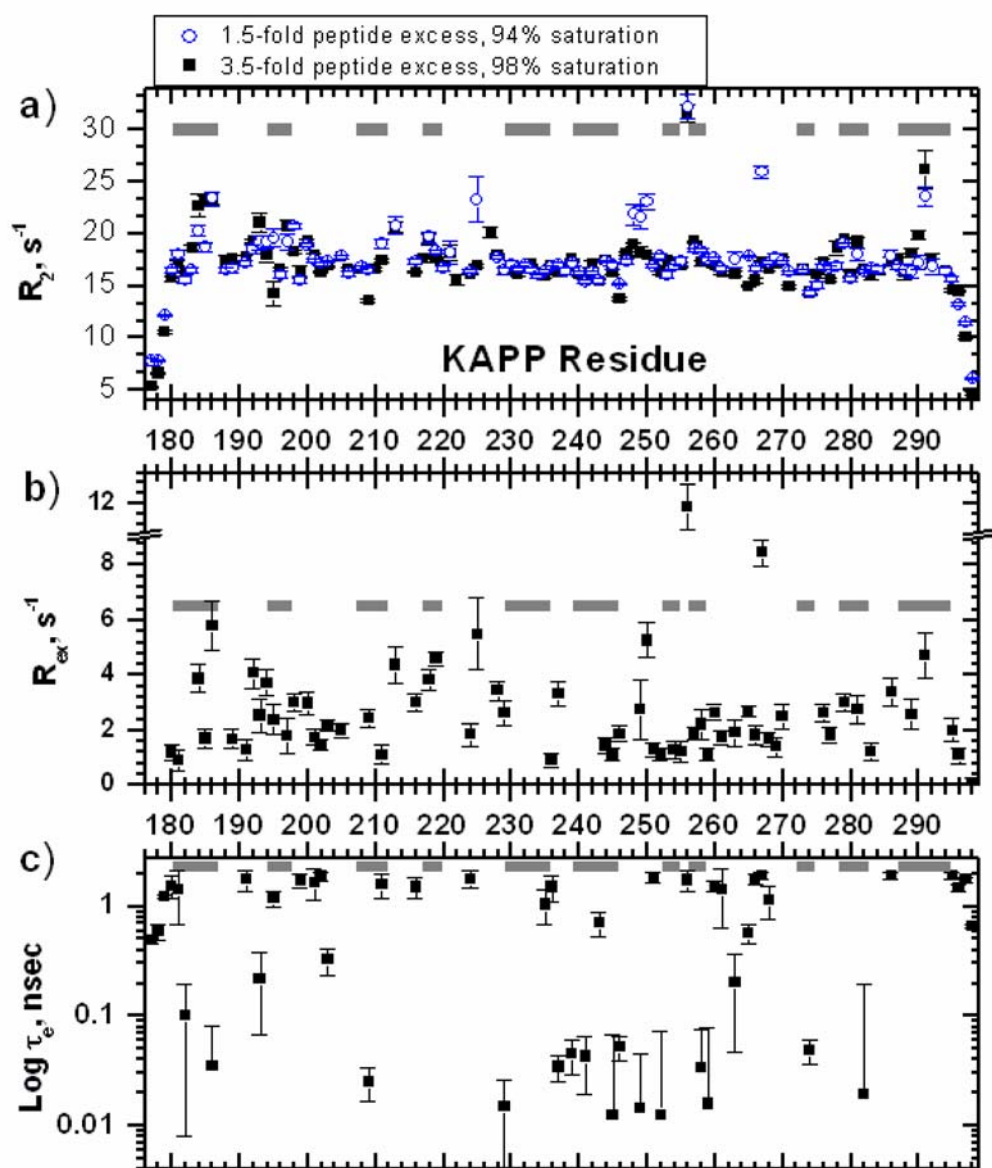 1.5-fold peptide excess, 94% saturation
3.5-fold peptide excess, 98% saturation
a)
30
25
20
15
10
5
R2, s-1
KAPP Residue
180 190 200 210 220 230 240 250 260 270 280 290
b)
12
8
6
4
2
0
Rex, s-1
180 190 200 210 220 230 240 250 260 270 280 290
c)
1
0.1
0.01
Log τe, nsec